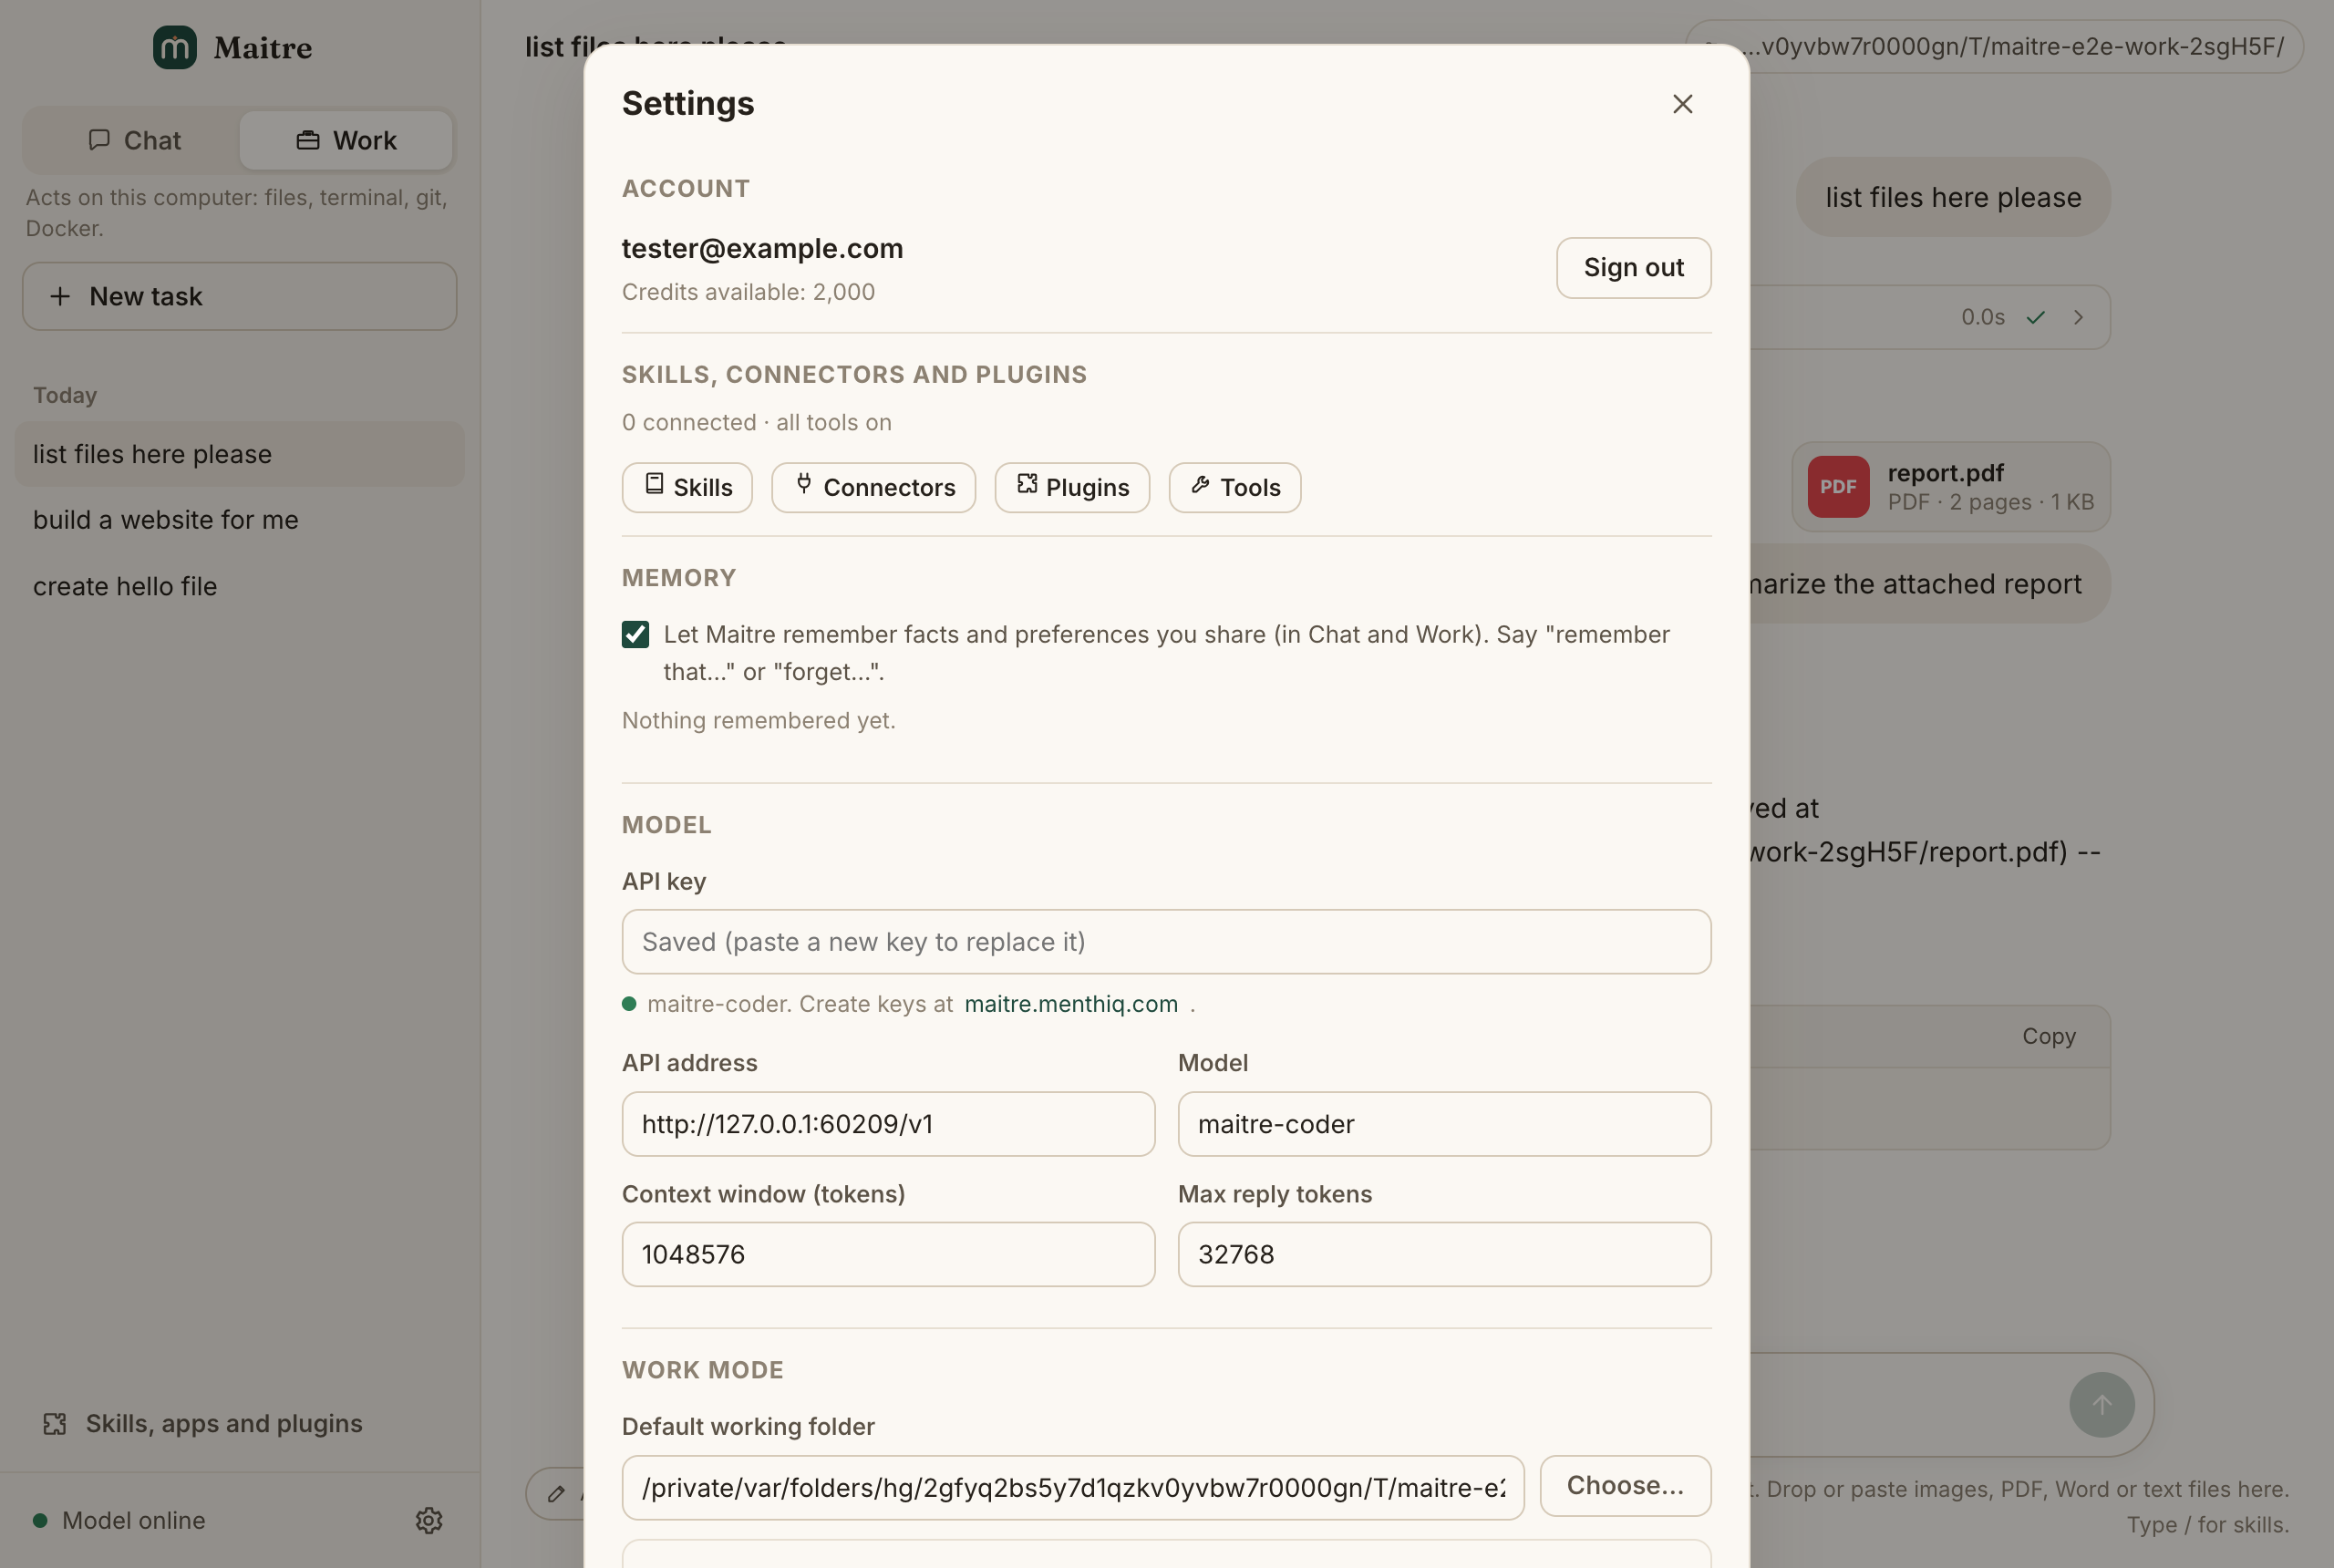 Maitre
Chat
Work
Acts on this computer: files, terminal, git,
Docker.
New task
Today
list files here please
build a website for me
create hello file
Skills, apps and plugins
Model online
list files here please
...v0yvbw7r0000gn/T/maitre-e2e-work-2sgH5F/
Settings
ACCOUNT
tester@example.com
Credits available: 2,000
Sign out
SKILLS, CONNECTORS AND PLUGINS
0 connected · all tools on
Skills
Connectors
Plugins
Tools
MEMORY
Let Maitre remember facts and preferences you share (in Chat and Work). Say "remember
that..." or "forget...".
Nothing remembered yet.
MODEL
API key
Saved (paste a new key to replace it)
maitre-coder. Create keys at maitre.menthiq.com .
API address
Model
http://127.0.0.1:60209/v1
maitre-coder
Context window (tokens)
Max reply tokens
1048576
32768
WORK MODE
Default working folder
/private/var/folders/hg/2gfyq2bs5y7d1qzkv0yvbw7r0000gn/T/maitre-e2
Choose...
list files here please
0.0s
PDF
report.pdf
PDF · 2 pages · 1 KB
marize the attached report
ved at
work-2sgH5F/report.pdf) --
Copy
t. Drop or paste images, PDF, Word or text files here.
Type / for skills.